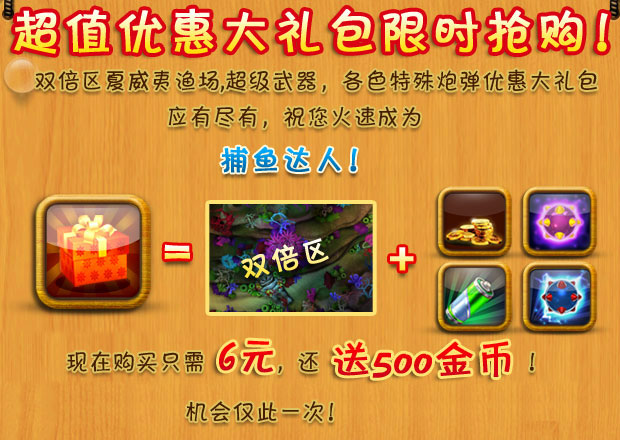 超值优惠大礼包限时抢购！
双倍区夏威夷渔场,超级武器，各色特殊炮弹优惠大礼包
应有尽有，祝您火速成为
捕鱼达人！
=
双倍区
+
现在购买只需 6元，还 送500金币！
机会仅此一次！